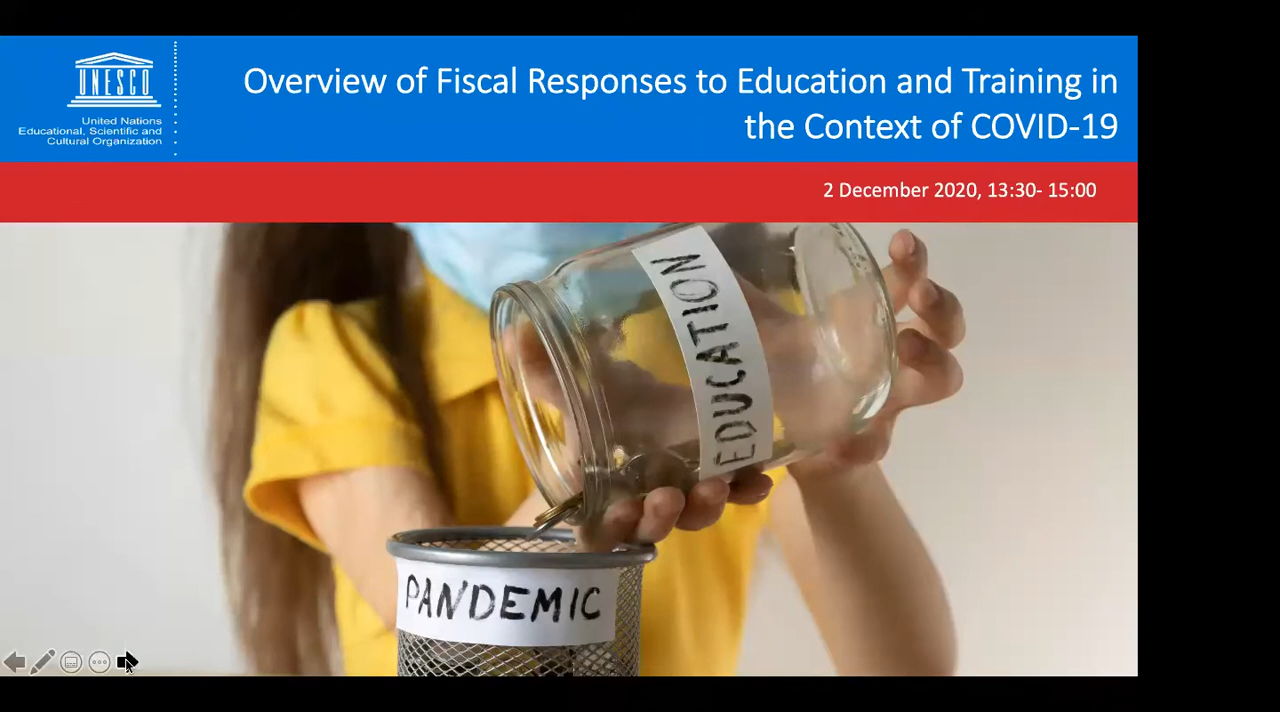 UNESCO
United Nations
Educational, Scientific and
Cultural Organization
Overview of Fiscal Responses to Education and Training in
the Context of COVID-19
2 December 2020, 13:30- 15:00
EDUCATION
PANDEMIC